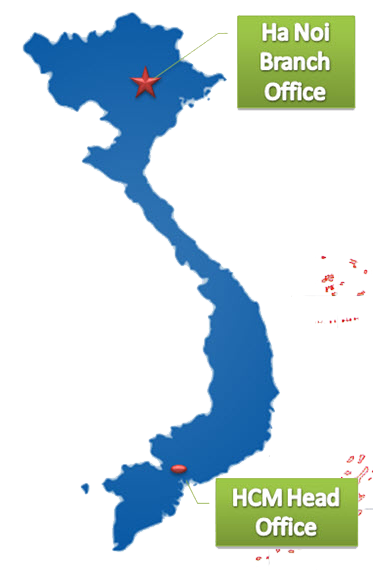 Ha Noi
Branch
Office
HCM Head
Office